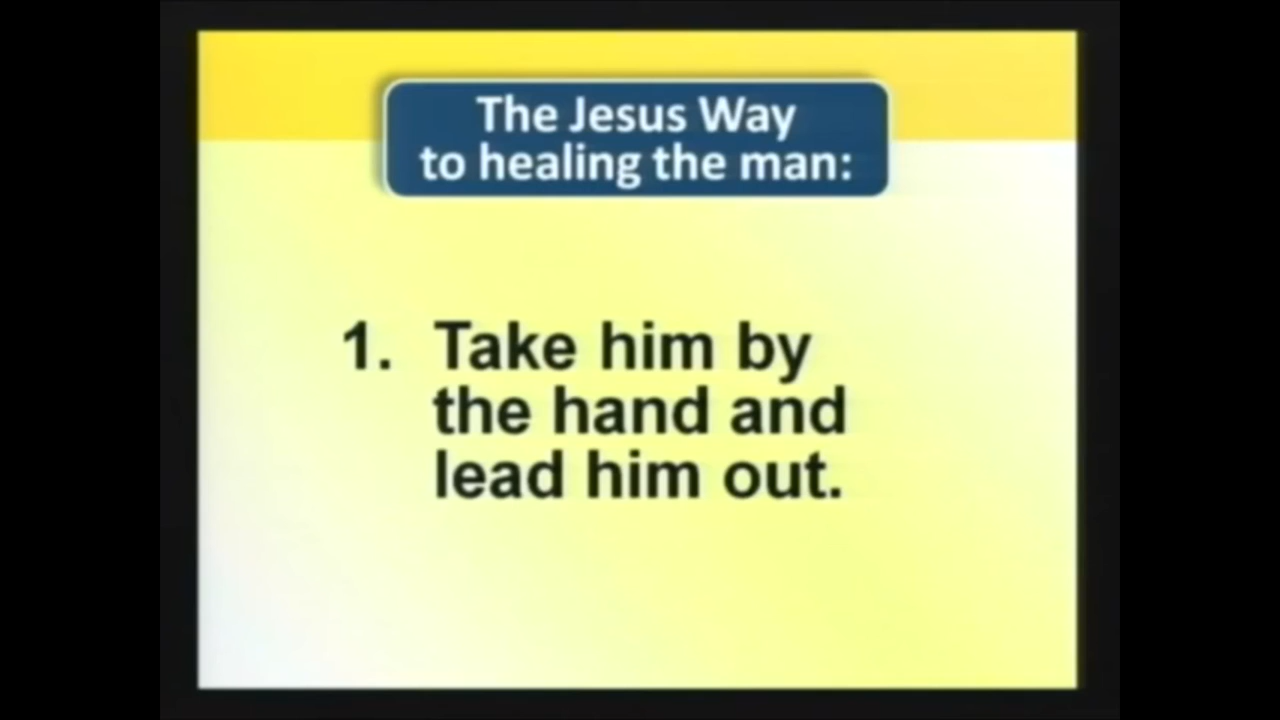 The Jesus Way
to healing the man:
1. Take him by
the hand and
lead him out.